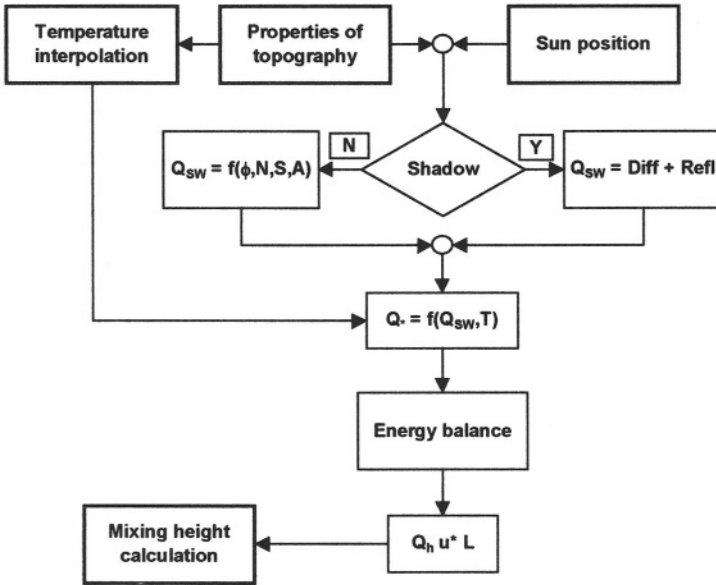 Temperature
interpolation
Properties of
topography
Sun position
N
Y
Q_SW = f(ϕ,N,S,A)
Shadow
Q_SW = Diff + Refl
Q* = f(Q_SW,T)
Energy balance
Mixing height
calculation
Q_h u* L